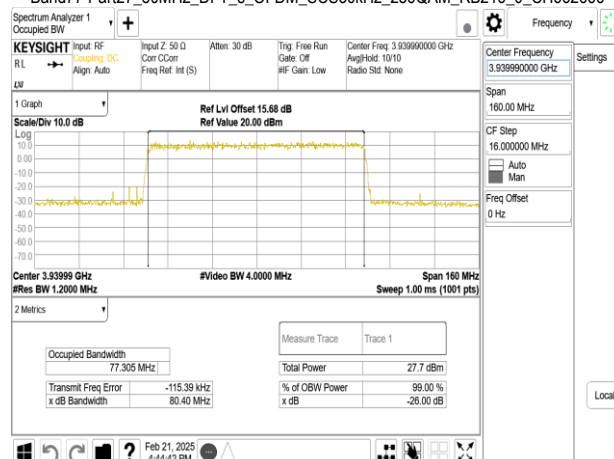 Spectrum Analyzer 1
Occupied BW
Frequency
KEYSIGHT
Input: RF
Input Z: 50 Ω
Atten: 30 dB
Trig: Free Run
Center Freq: 3.939990000 GHz
RL
Coupling: DC
Corr CCorr
Gate: Off
Avg|Hold: 10/10
Align: Auto
Freq Ref: Int (S)
#IF Gain: Low
Radio Std: None
LXI
Center Frequency
3.939990000 GHz
Settings
Span
160.00 MHz
CF Step
16.000000 MHz
Auto
Man
Freq Offset
0 Hz
Local
1 Graph
Ref Lvl Offset 15.68 dB
Scale/Div 10.0 dB
Ref Value 20.00 dBm
Log
10.0
0.00
-10.0
-20.0
-30.0
-40.0
-50.0
-60.0
-70.0
Center 3.93999 GHz
#Video BW 4.0000 MHz
Span 160 MHz
#Res BW 1.2000 MHz
Sweep 1.00 ms (1001 pts)
2 Metrics
Measure Trace
Trace 1
Occupied Bandwidth
77.305 MHz
Total Power
27.7 dBm
Transmit Freq Error
-115.39 kHz
% of OBW Power
99.00 %
x dB Bandwidth
80.40 MHz
x dB
-26.00 dB
Feb 21, 2025
4:44:42 PM